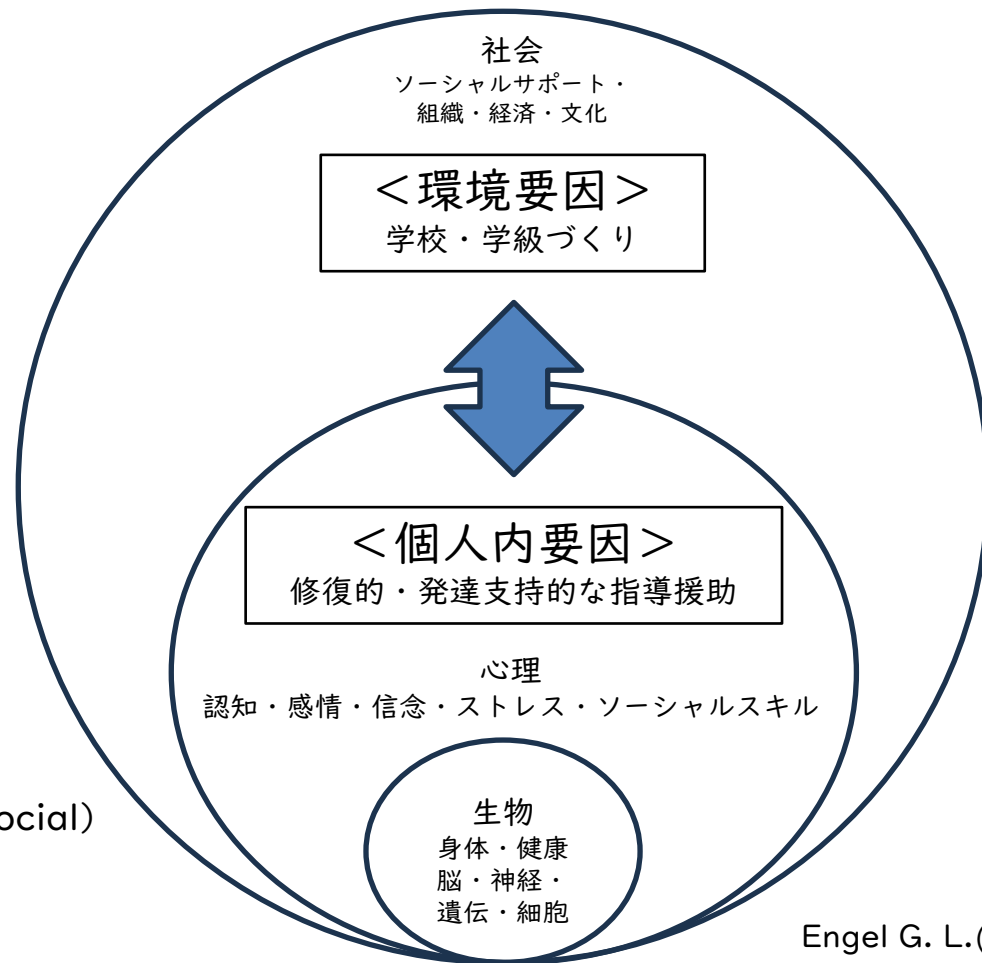 社会
ソーシャルサポート・
組織・経済・文化
＜環境要因＞
学校・学級づくり
＜個人内要因＞
修復的・発達支持的な指導援助
心理
認知・感情・信念・ストレス・ソーシャルスキル
生物
身体・健康
脳・神経・
遺伝・細胞
ocial）
Engel G. L.(